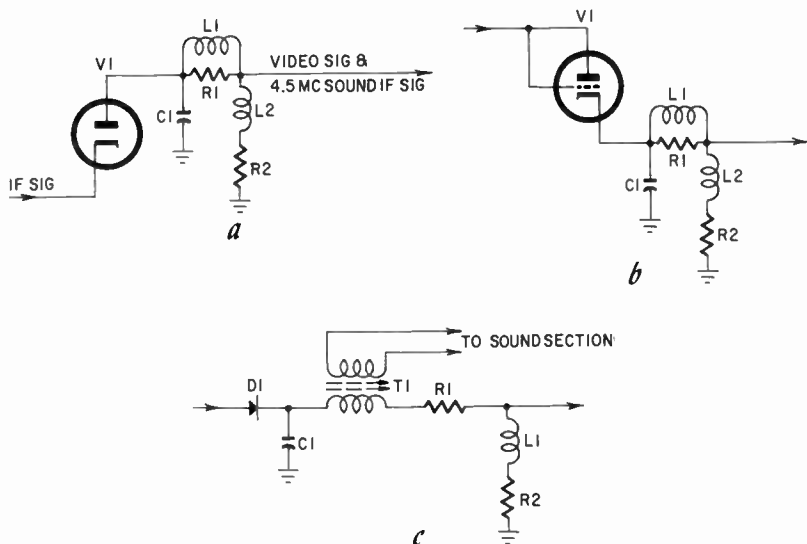 L1
V1
VIDEO SIG &
4.5 MC SOUND IF SIG
R1
C1
L2
IF SIG
R2
a
V1
L1
R1
C1
L2
R2
b
TO SOUND SECTION
D1
T1
R1
C1
L1
R2
c